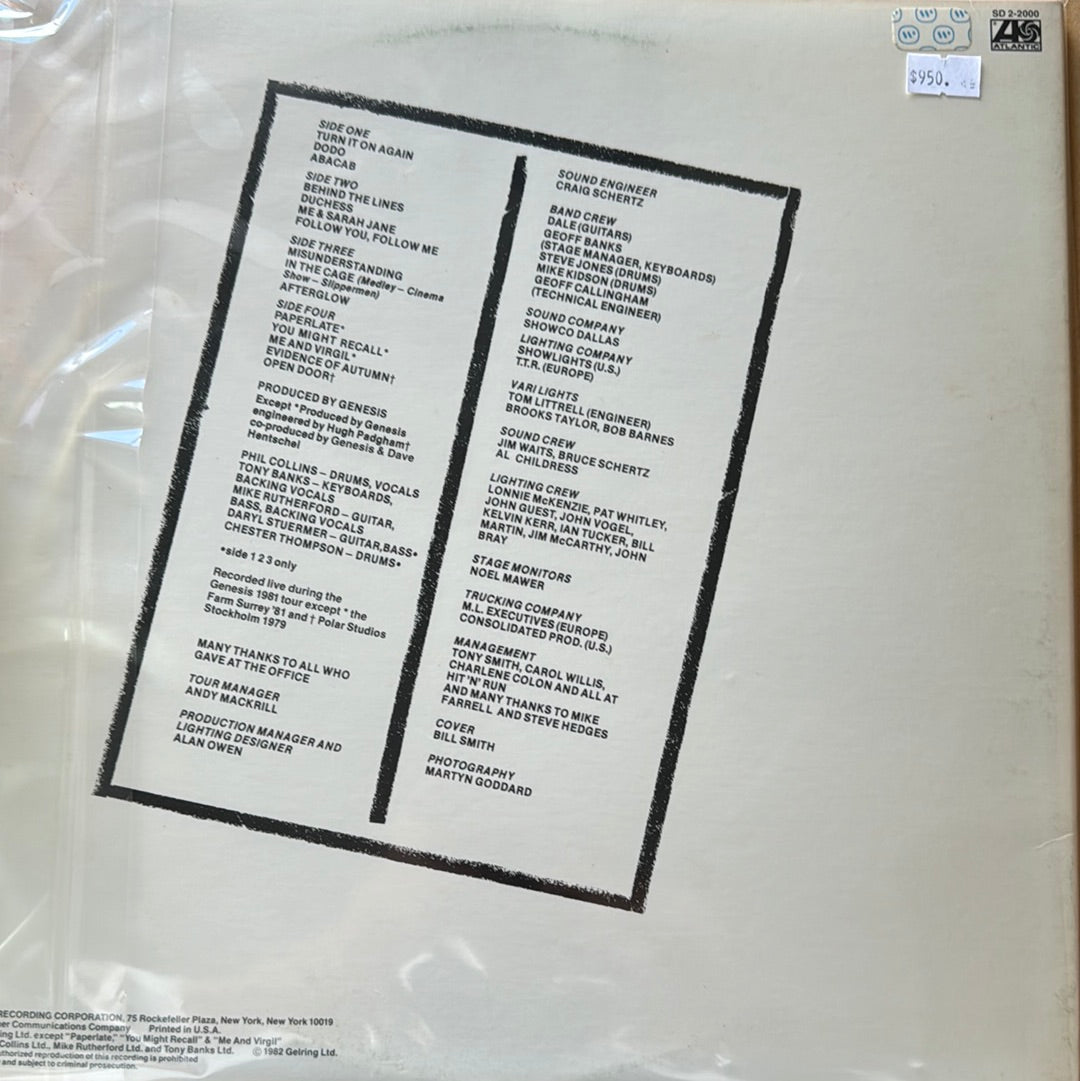 SD 2-2000
ATLANTIC
$950.
SIDE ONE
TURN IT ON AGAIN
DODO
ABACAB
SIDE TWO
BEHIND THE LINES
DUCHESS
ME & SARAH JANE
FOLLOW YOU, FOLLOW ME
SIDE THREE
MISUNDERSTANDING
IN THE CAGE (Medley – Cinema
Show – Slippermen)
AFTERGLOW
SIDE FOUR
PAPERLATE*
YOU MIGHT RECALL*
ME AND VIRGIL*
EVIDENCE OF AUTUMN†
OPEN DOOR†
PRODUCED BY GENESIS
Except *Produced by Genesis
engineered by Hugh Padgham†
co-produced by Genesis & Dave
Hentschel
PHIL COLLINS – DRUMS, VOCALS
TONY BANKS – KEYBOARDS,
BACKING VOCALS
MIKE RUTHERFORD – GUITAR,
BASS, BACKING VOCALS
DARYL STUERMER – GUITAR, BASS•
CHESTER THOMPSON – DRUMS•
•side 1 2 3 only
Recorded live during the
Genesis 1981 tour except * the
Farm Surrey '81 and † Polar Studios
Stockholm 1979
MANY THANKS TO ALL WHO
GAVE AT THE OFFICE
TOUR MANAGER
ANDY MACKRILL
PRODUCTION MANAGER AND
LIGHTING DESIGNER
ALAN OWEN
SOUND ENGINEER
CRAIG SCHERTZ
BAND CREW
DALE (GUITARS)
GEOFF BANKS
(STAGE MANAGER, KEYBOARDS)
STEVE JONES (DRUMS)
MIKE KIDSON (DRUMS)
GEOFF CALLINGHAM
(TECHNICAL ENGINEER)
SOUND COMPANY
SHOWCO DALLAS
LIGHTING COMPANY
SHOWLIGHTS (U.S.)
T.T.R. (EUROPE)
VARI LIGHTS
TOM LITTRELL (ENGINEER)
BROOKS TAYLOR, BOB BARNES
SOUND CREW
JIM WAITS, BRUCE SCHERTZ
AL CHILDRESS
LIGHTING CREW
LONNIE McKENZIE, PAT WHITLEY,
JOHN GUEST, JOHN VOGEL,
KELVIN KERR, IAN TUCKER, BILL
MARTIN, JIM McCARTHY, JOHN
BRAY
STAGE MONITORS
NOEL MAWER
TRUCKING COMPANY
M.L. EXECUTIVES (EUROPE)
CONSOLIDATED PROD. (U.S.)
MANAGEMENT
TONY SMITH, CAROL WILLIS,
CHARLENE COLON AND ALL AT
HIT 'N' RUN
AND MANY THANKS TO MIKE
FARRELL AND STEVE HEDGES
COVER
BILL SMITH
PHOTOGRAPHY
MARTYN GODDARD
RECORDING CORPORATION, 75 Rockefeller Plaza, New York, New York 10019
er Communications Company Printed in U.S.A.
ing Ltd. except "Paperlate," "You Might Recall" & "Me And Virgil"
Collins Ltd., Mike Rutherford Ltd. and Tony Banks Ltd. © 1982 Gelring Ltd.
thorized reproduction of this recording is prohibited
and subject to criminal prosecution.